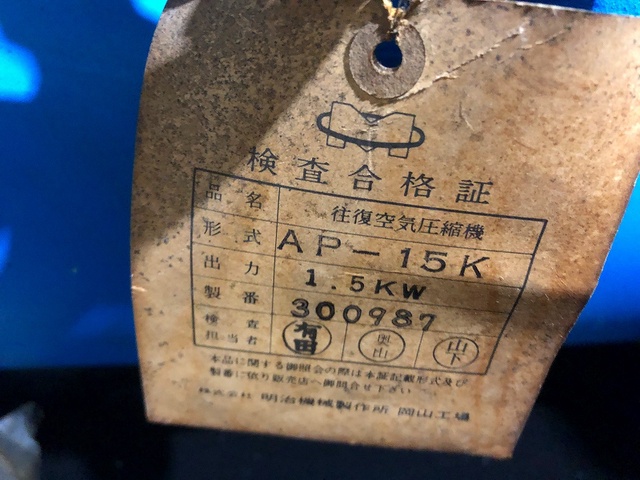 検査合格証
品名 往復空気圧縮機
形式 AP-15K
出力 1.5KW
製番 300987
検査担当者 有田 奥山 山下
本品に関する御照会の際は本証記載形式及び
製番に依り販売店へ御問合せ下さい
株式会社 明治機械製作所 岡山工場